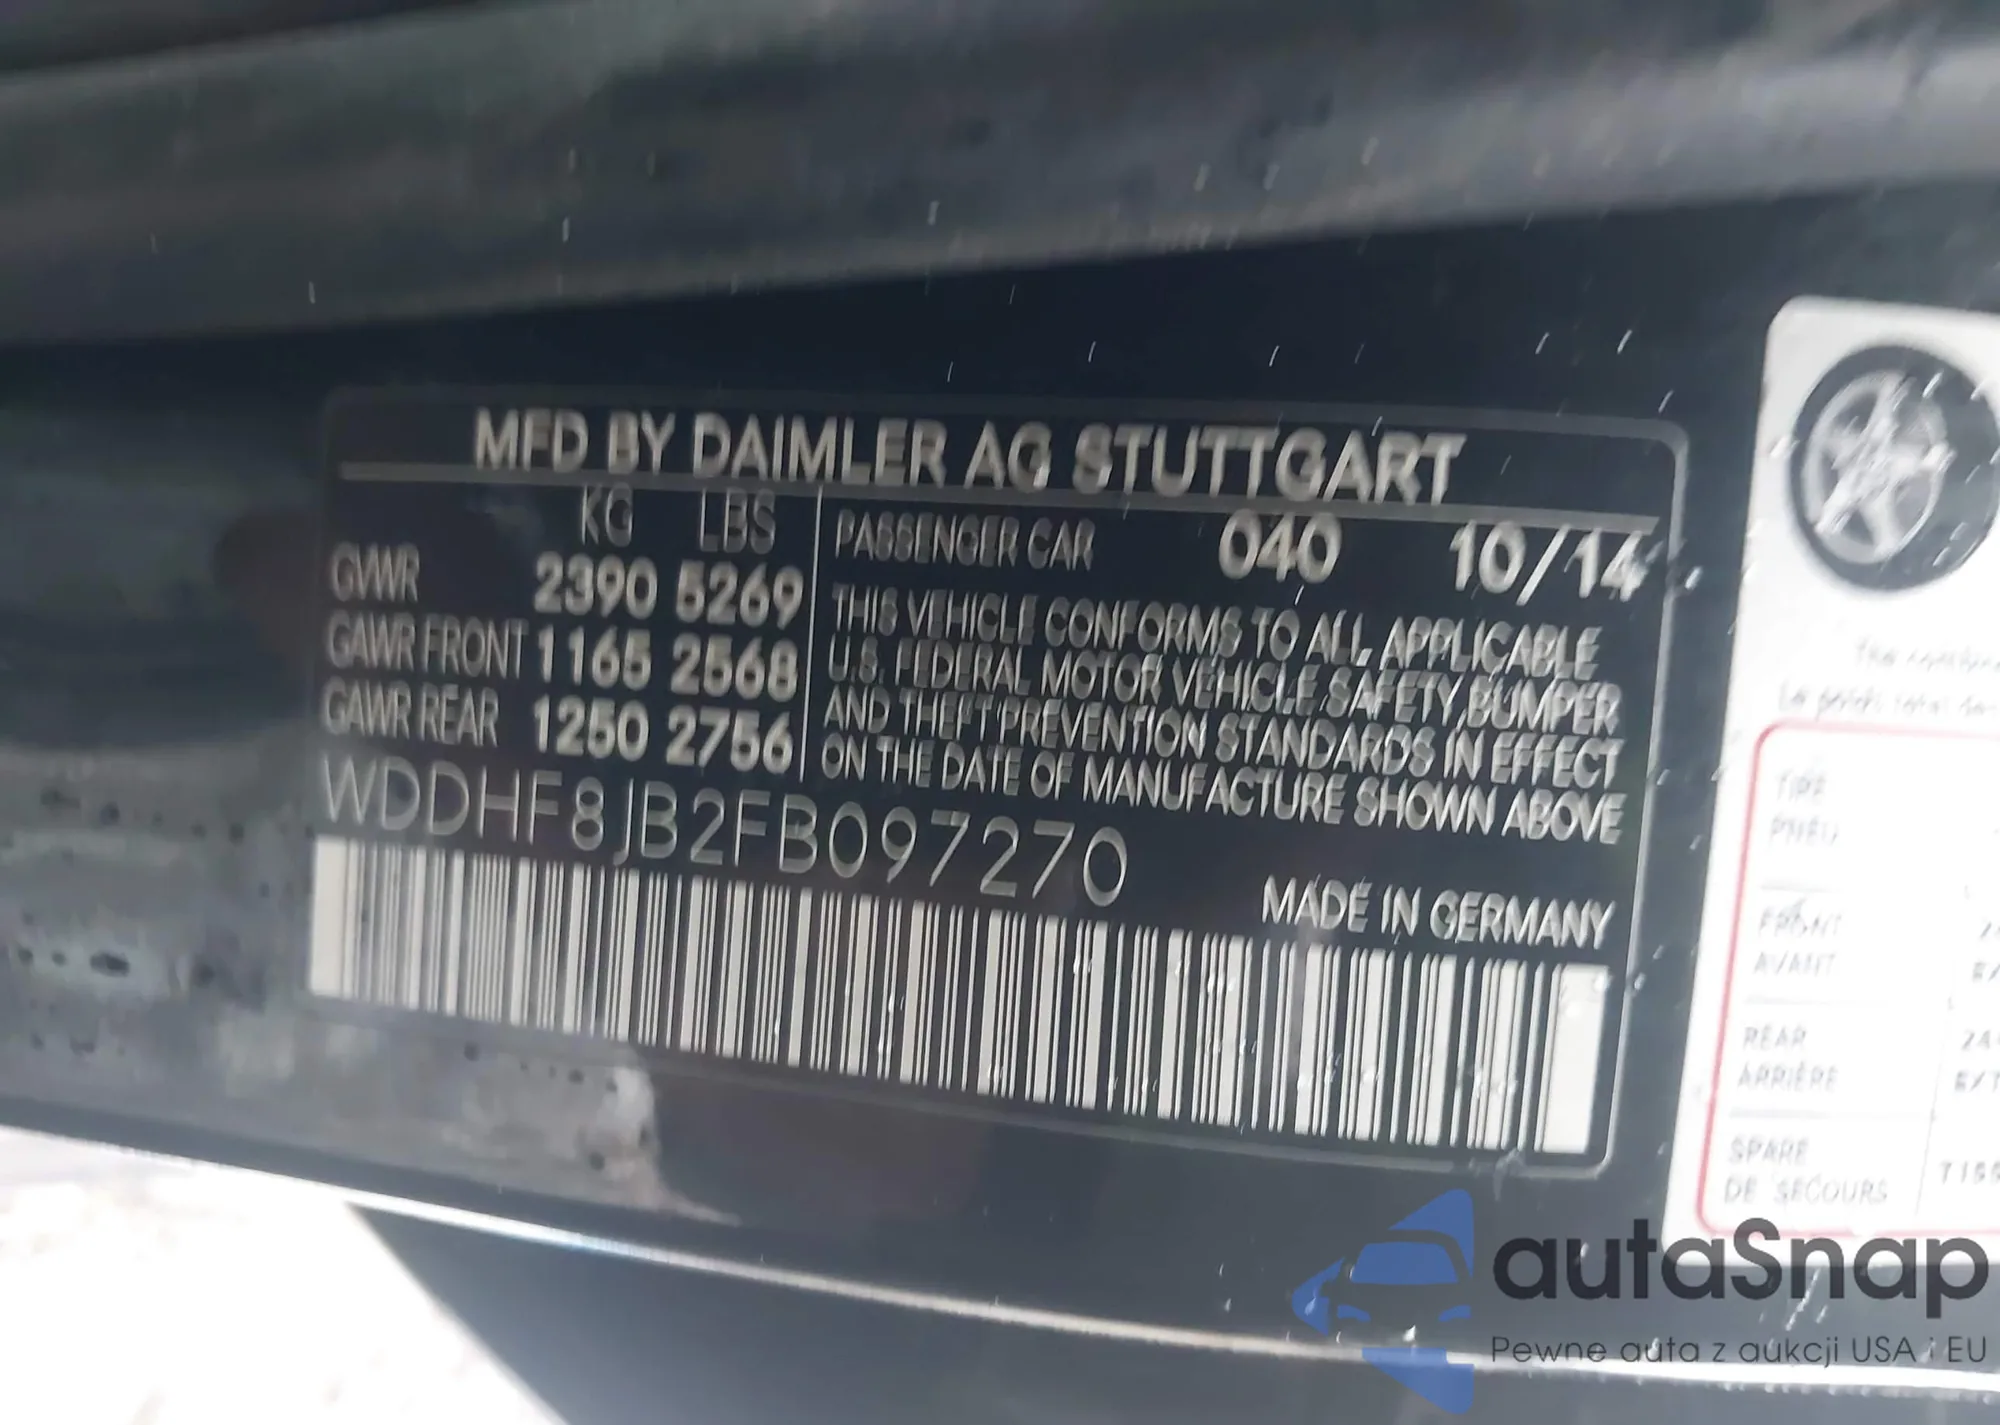 MFD BY DAIMLER AG STUTTGART
KG LBS
GVWR 2390 5269
GAWR FRONT 1165 2568
GAWR REAR 1250 2756
PASSENGER CAR 040 10/14
THIS VEHICLE CONFORMS TO ALL APPLICABLE
U.S. FEDERAL MOTOR VEHICLE SAFETY, BUMPER
AND THEFT PREVENTION STANDARDS IN EFFECT
ON THE DATE OF MANUFACTURE SHOWN ABOVE
WDDHF8JB2FB097270
MADE IN GERMANY
The
TIRE
PNEU
FRONT
AVANT
REAR
ARRIÈRE
SPARE
DE SECOURS
autaSnap
Pewne auta z aukcji USA i EU